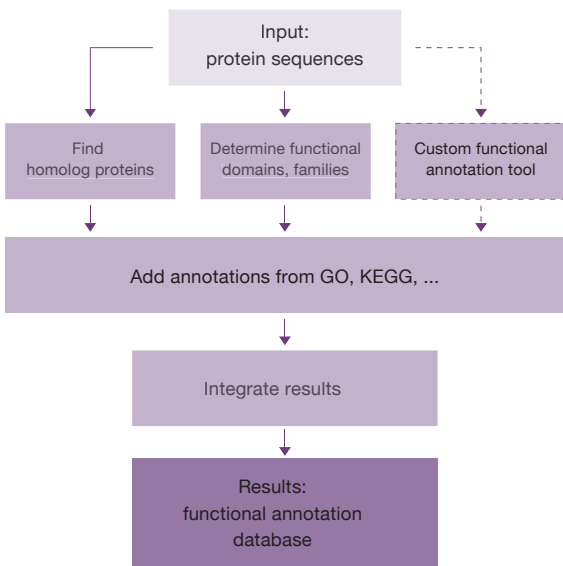 Input:
protein sequences
Find
homolog proteins
Determine functional
domains, families
Custom functional
annotation tool
Add annotations from GO, KEGG, ...
Integrate results
Results:
functional annotation
database